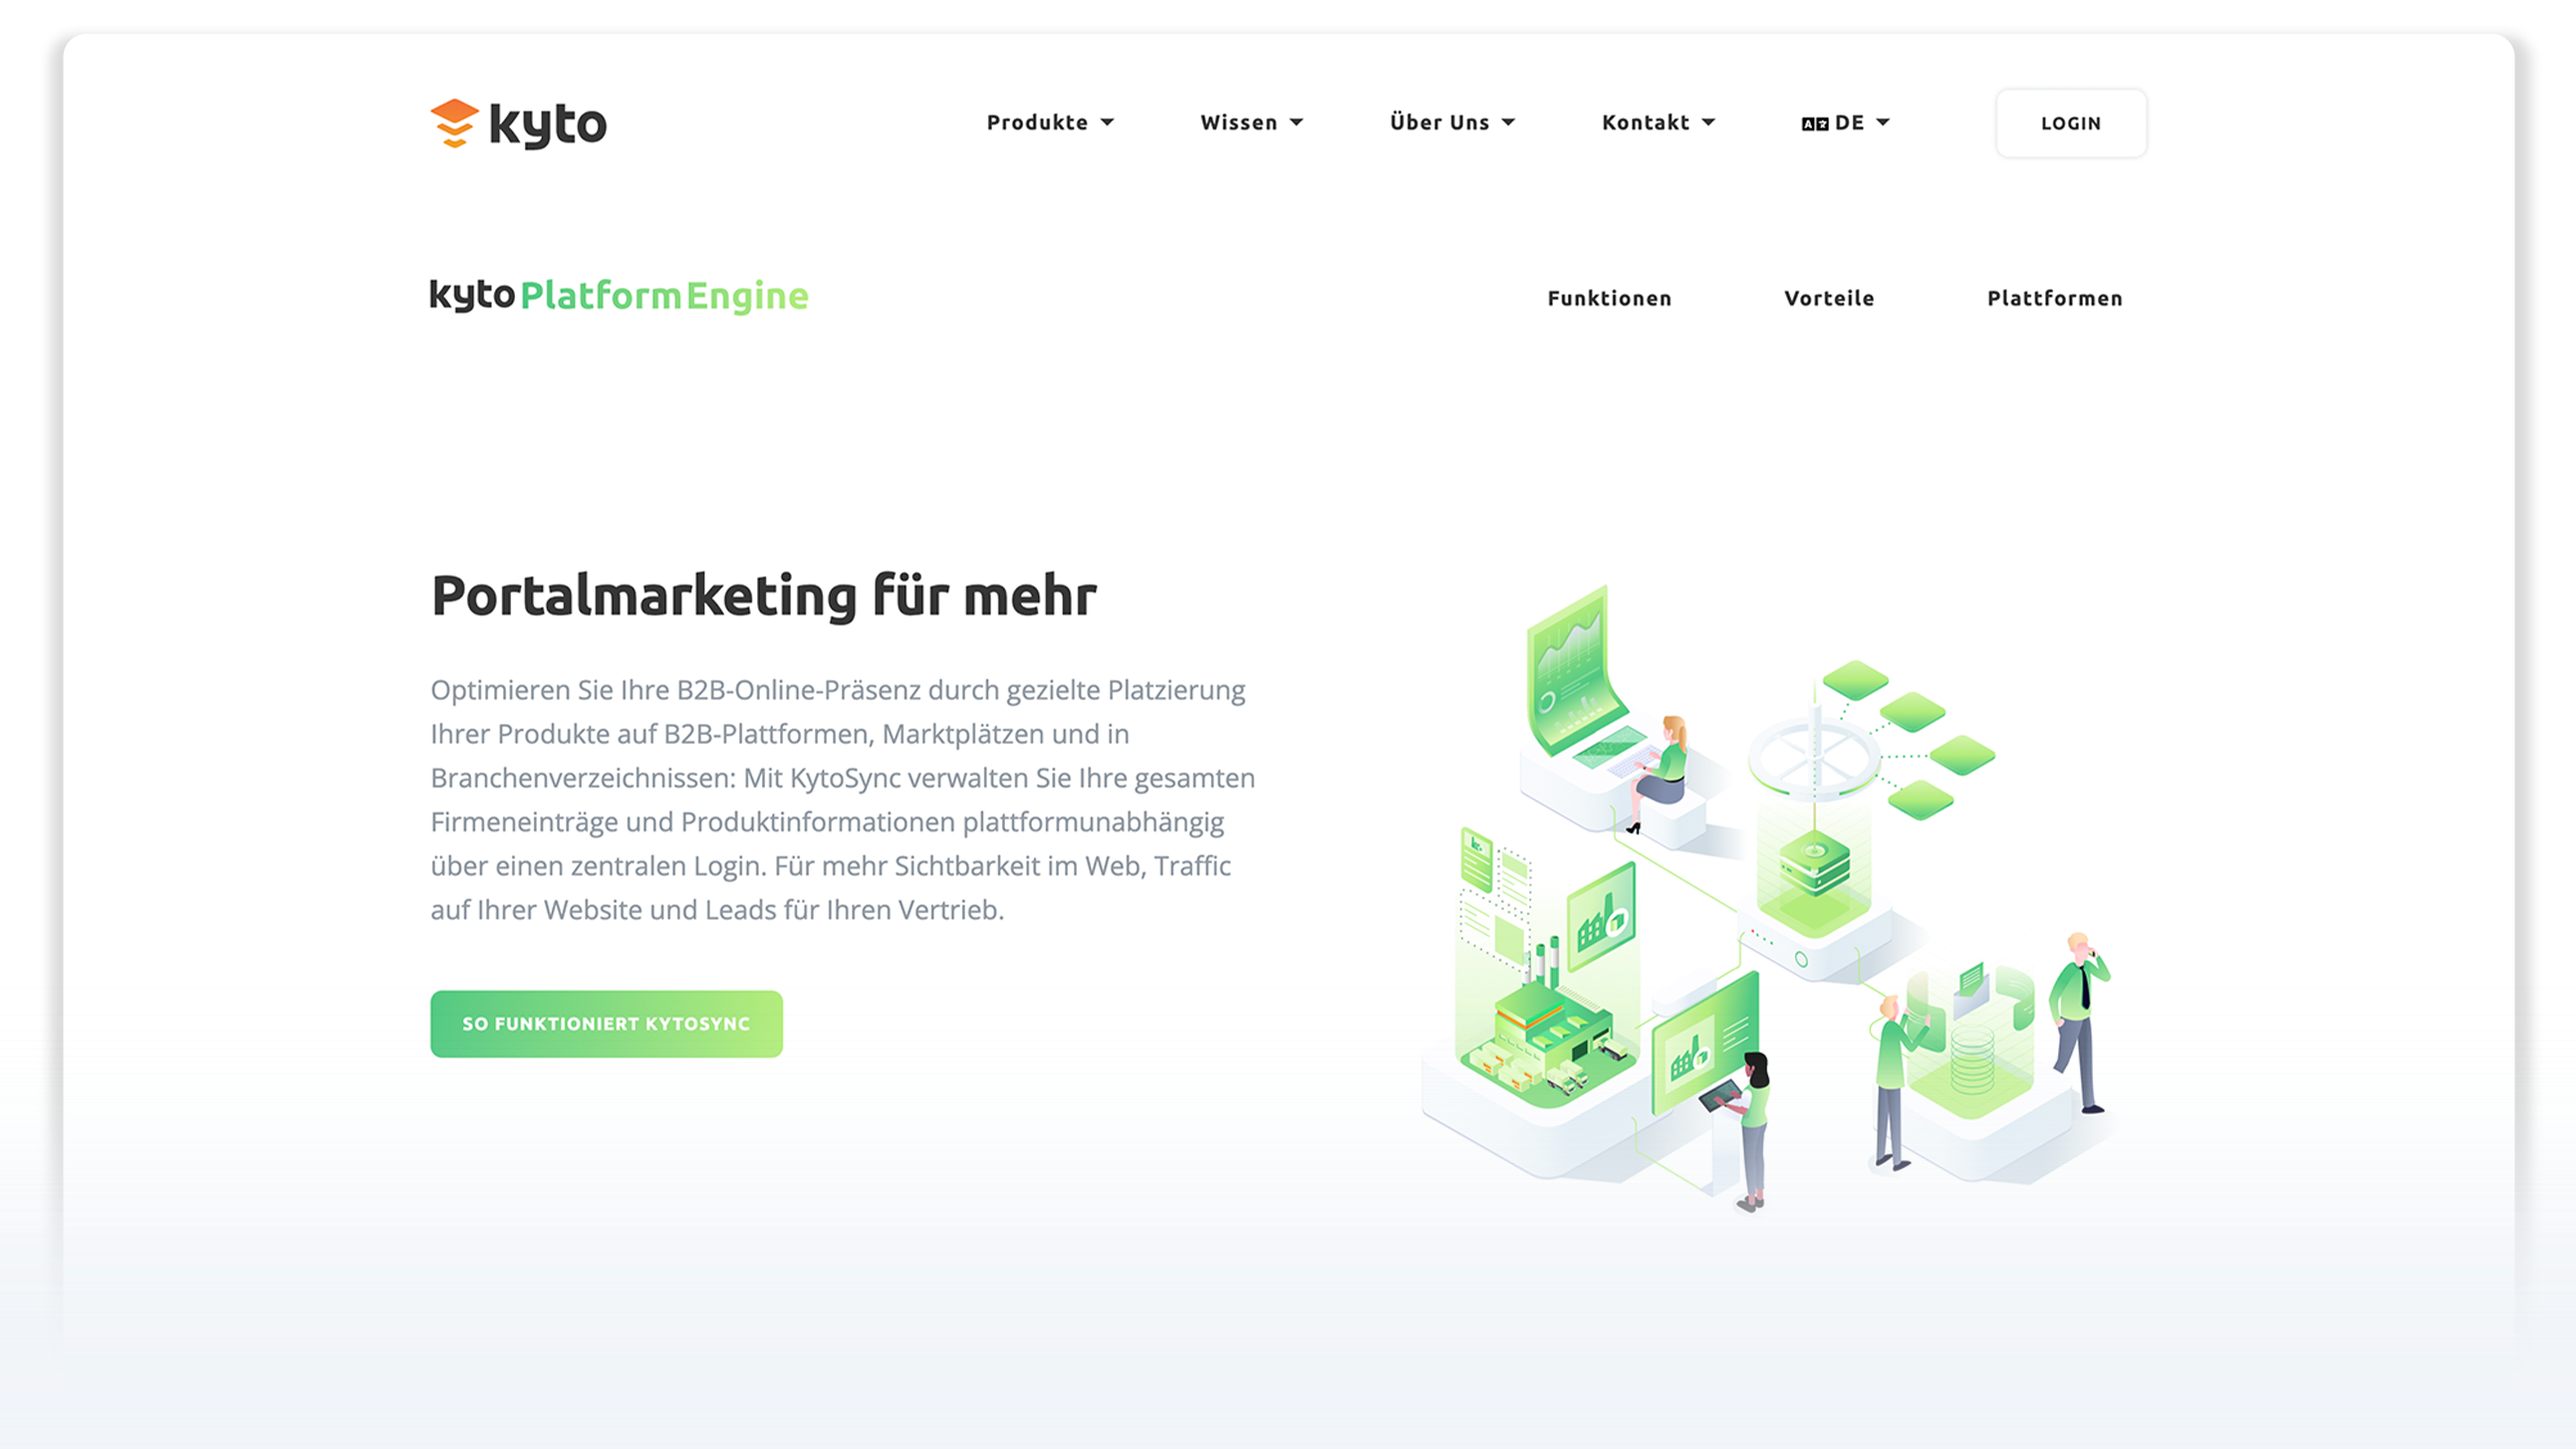 kyto
Produkte
Wissen
Über Uns
Kontakt
DE
LOGIN
kyto PlatformEngine
Funktionen
Vorteile
Plattformen
Portalmarketing für mehr
Optimieren Sie Ihre B2B-Online-Präsenz durch gezielte Platzierung
Ihrer Produkte auf B2B-Plattformen, Marktplätzen und in
Branchenverzeichnissen: Mit KytoSync verwalten Sie Ihre gesamten
Firmeneinträge und Produktinformationen plattformunabhängig
über einen zentralen Login. Für mehr Sichtbarkeit im Web, Traffic
auf Ihrer Website und Leads für Ihren Vertrieb.
SO FUNKTIONIERT KYTOSYNC